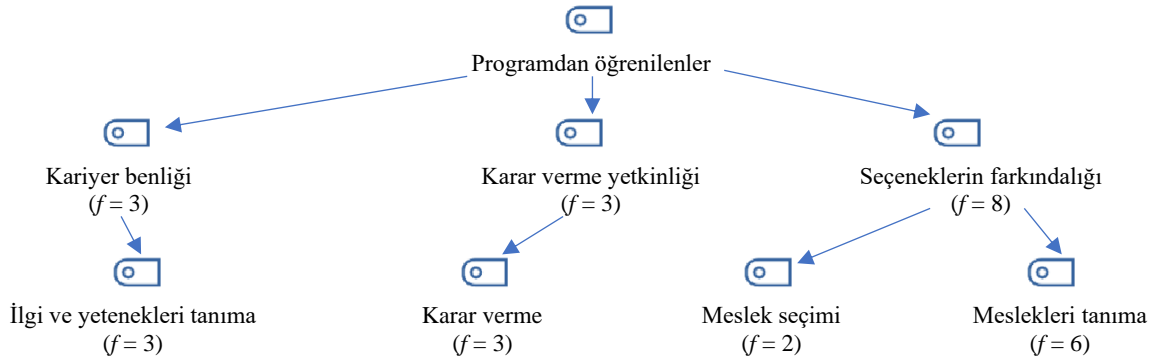 Programdan öğrenilenler
Kariyer benliği
(f = 3)
Karar verme yetkinliği
(f = 3)
Seçeneklerin farkındalığı
(f = 8)
İlgi ve yetenekleri tanıma
(f = 3)
Karar verme
(f = 3)
Meslek seçimi
(f = 2)
Meslekleri tanıma
(f = 6)